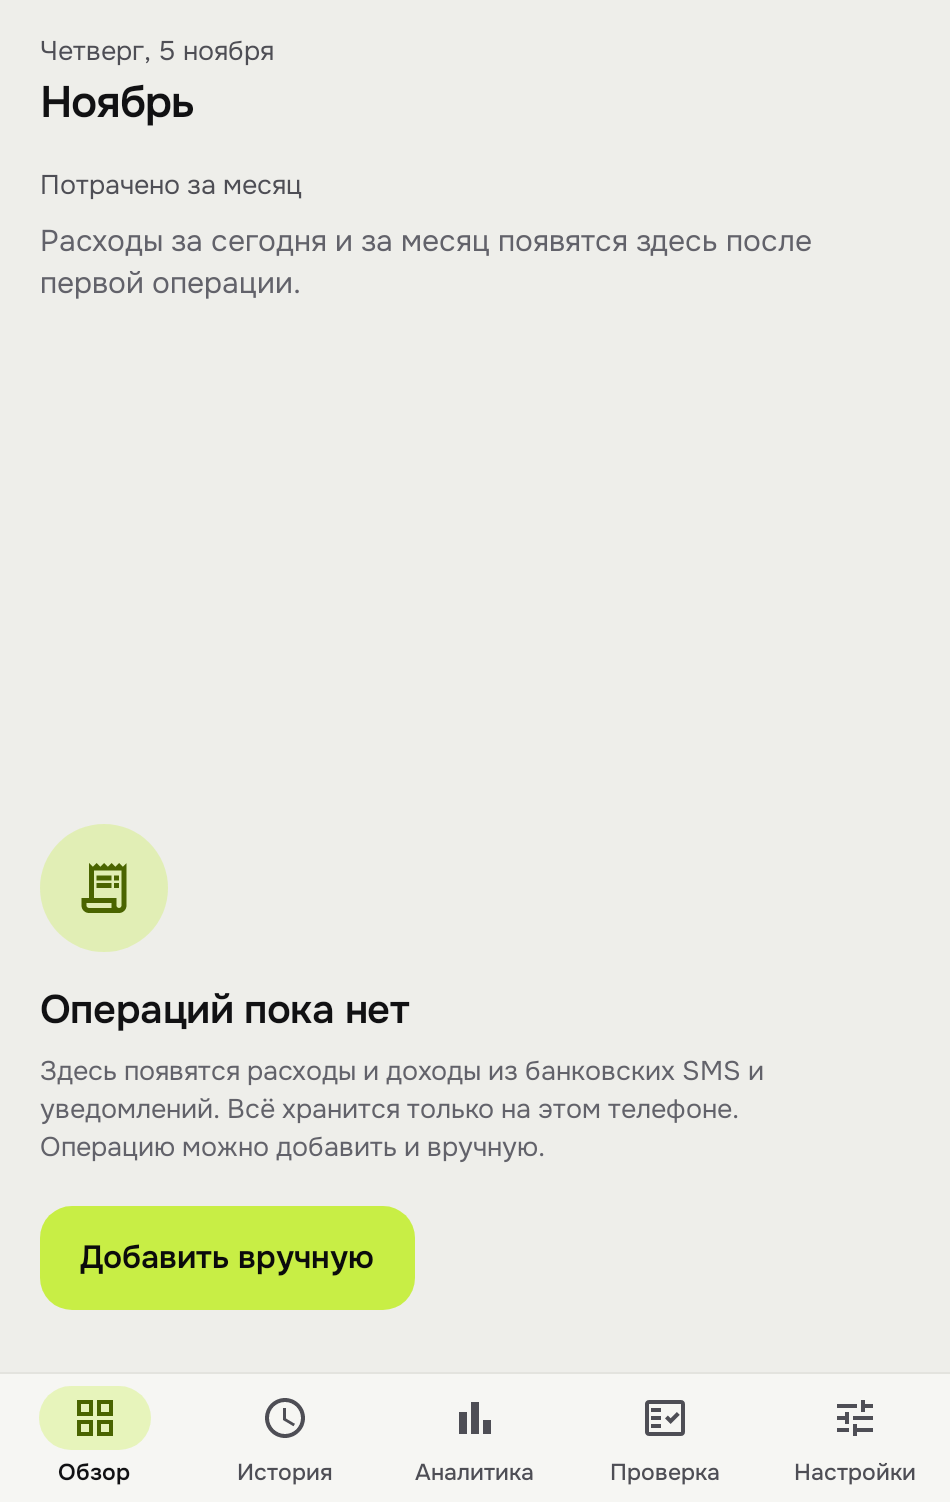 Четверг, 5 ноября
Ноябрь
Потрачено за месяц
Расходы за сегодня и за месяц появятся здесь после
первой операции.
Операций пока нет
Здесь появятся расходы и доходы из банковских SMS и
уведомлений. Всё хранится только на этом телефоне.
Операцию можно добавить и вручную.
Добавить вручную
Обзор
История
Аналитика
Проверка
Настройки